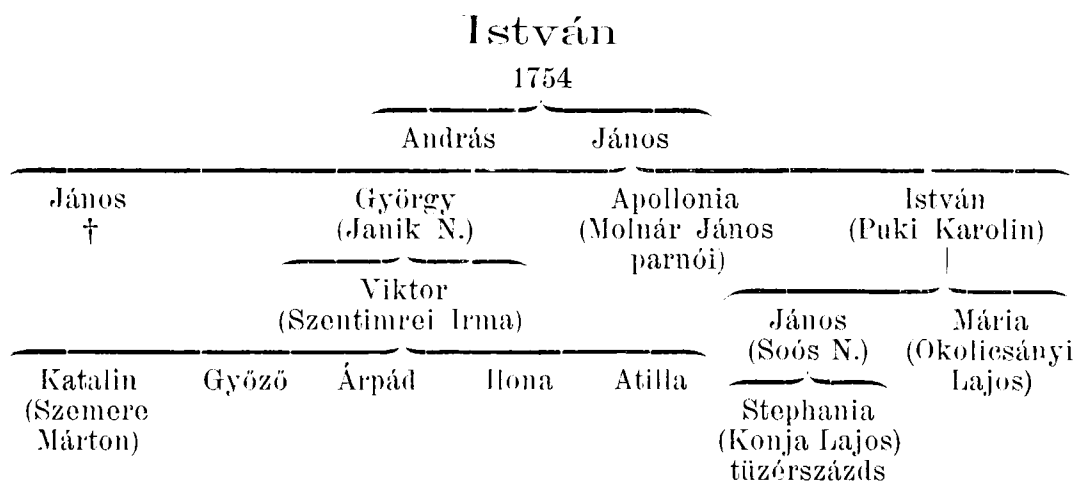 István
1754
András János
János György Apollonia István
† (Janik N.) (Molnár János (Puki Karolin)
parnói)
Viktor
(Szentimrei Irma) János Mária
(Soós N.) (Okolicsányi
Katalin Győző Árpád Ilona Atilla Lajos)
(Szemere Stephania
Márton) (Konja Lajos)
tüzérszázds